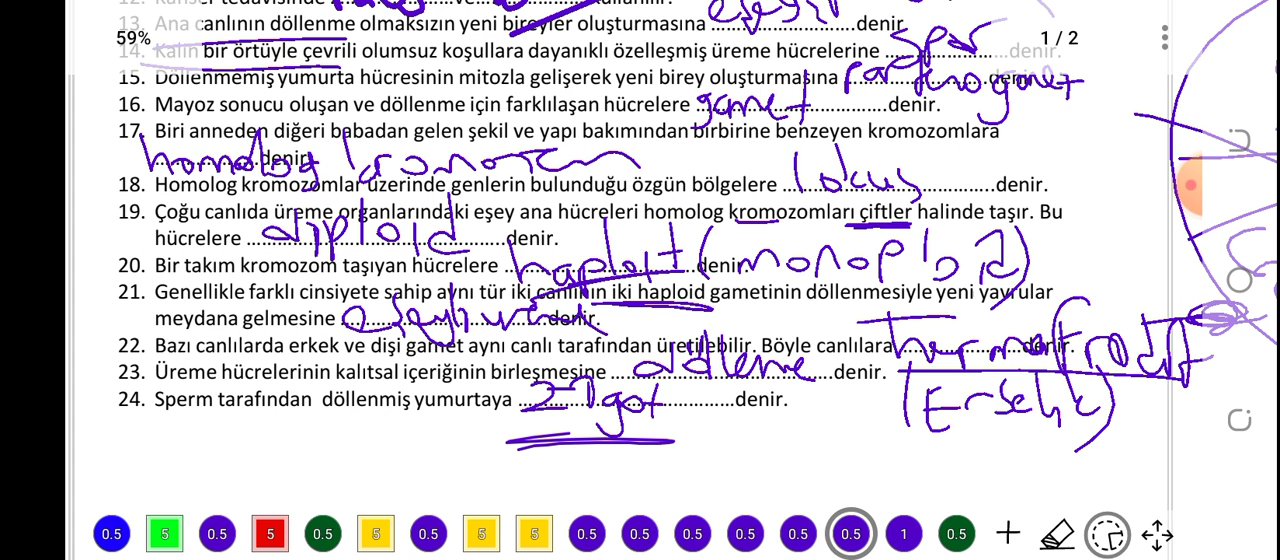 12. Kanser tedavisinde ...ve... kullanılır.
13. Ana canlının döllenme olmaksızın yeni bireyler oluşturmasına ........................denir.
59%
1 / 2
14. Kalın bir örtüyle çevrili olumsuz koşullara dayanıklı özelleşmiş üreme hücrelerine spor denir.
15. Döllenmemiş yumurta hücresinin mitozla gelişerek yeni birey oluşturmasına partenogenez denir.
16. Mayoz sonucu oluşan ve döllenme için farklılaşan hücrelere gamet denir.
17. Biri anneden diğeri babadan gelen şekil ve yapı bakımından birbirine benzeyen kromozomlara
homolog kromozom denir.
18. Homolog kromozomlar üzerinde genlerin bulunduğu özgün bölgelere lokus denir.
19. Çoğu canlıda üreme organlarındaki eşey ana hücreleri homolog kromozomları çiftler halinde taşır. Bu
hücrelere diploid denir.
20. Bir takım kromozom taşıyan hücrelere haploit (monoploid) denir.
21. Genellikle farklı cinsiyete sahip aynı tür iki canlının iki haploid gametinin döllenmesiyle yeni yavrular
meydana gelmesine ........................denir.
22. Bazı canlılarda erkek ve dişi gamet aynı canlı tarafından üretilebilir. Böyle canlılara hermafrodit denir.
23. Üreme hücrelerinin kalıtsal içeriğinin birleşmesine dölleme denir.
(Erselik)
24. Sperm tarafından döllenmiş yumurtaya zigot denir.
0.5 5 0.5 5 0.5 5 0.5 5 5 0.5 0.5 0.5 0.5 0.5 0.5 1 0.5